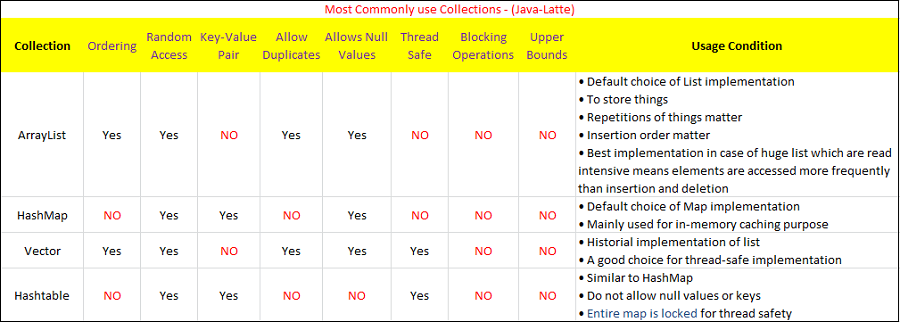 Most Commonly use Collections - (Java-Latte)
Collection Ordering Random Access Key-Value Pair Allow Duplicates Allows Null Values Thread Safe Blocking Operations Upper Bounds Usage Condition
ArrayList Yes Yes NO Yes Yes NO NO NO
• Default choice of List implementation
• To store things
• Repetitions of things matter
• Insertion order matter
• Best implementation in case of huge list which are read
intensive means elements are accessed more frequently
than insertion and deletion
HashMap NO Yes Yes NO Yes NO NO NO
• Default choice of Map implementation
• Mainly used for in-memory caching purpose
Vector Yes Yes NO Yes Yes Yes NO NO
• Historial implementation of list
• A good choice for thread-safe implementation
Hashtable NO Yes Yes NO NO Yes NO NO
• Similar to HashMap
• Do not allow null values or keys
• Entire map is locked for thread safety